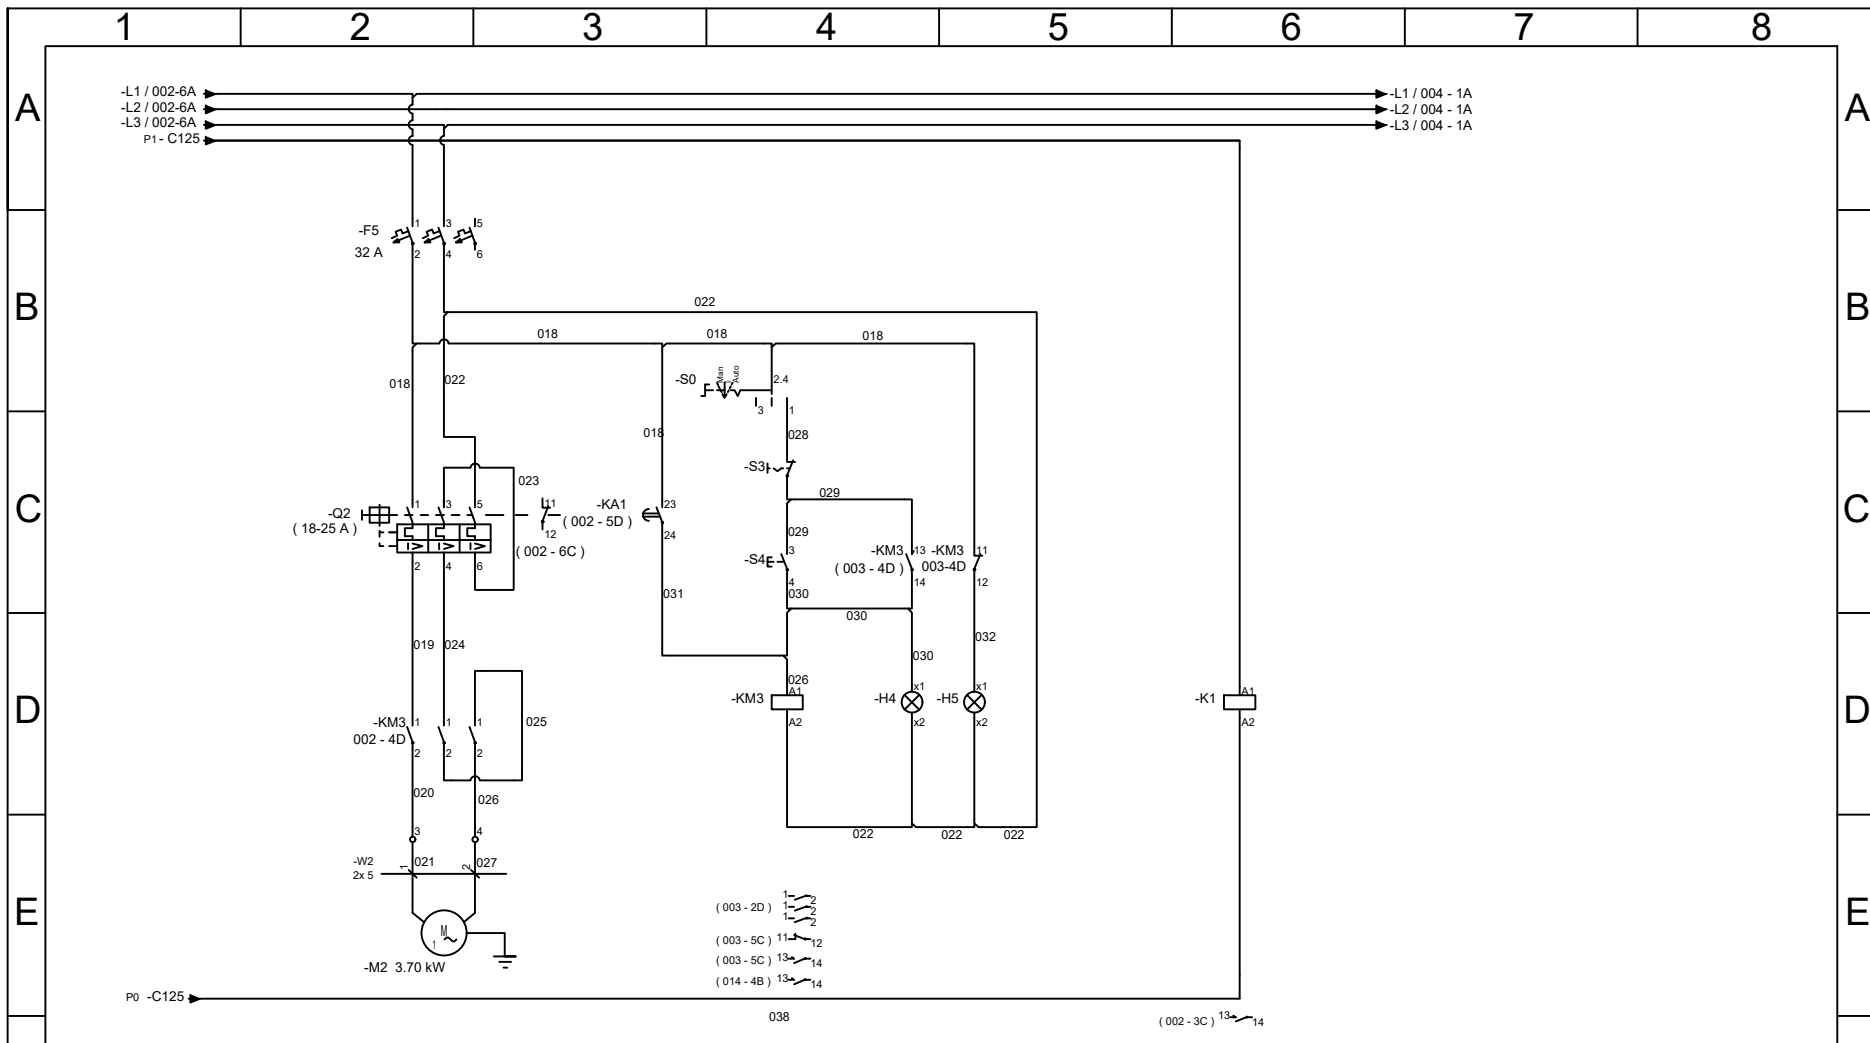 1 2 3 4 5 6 7 8
A A
-L1 / 002-6A -L1 / 004 - 1A
-L2 / 002-6A -L2 / 004 - 1A
-L3 / 002-6A -L3 / 004 - 1A
P1 - C125
1 3 5
-F5
32 A
2 4 6
B B
022
018 018 018
018 022
-S0 Man Auto 2.4
3 1
018 028
-S3
023 029
C C
1 3 5 11 -KA1 23
-Q2
( 18-25 A ) ( 002 - 5D )
12 24
029
I> I> I> ( 002 - 6C )
3 -KM3 13 -KM3 11
-S4 ( 003 - 4D ) 003-4D
2 4 6 4 14 12
031 030
030
019 024 030 032
026
D D
-KM3 A1 -H4 x1 -H5 x1 -K1 A1
A2 x2 x2 A2
-KM3 1 1 1 025
002 - 4D
2 2 2
020 026
022 022 022
3 4
-W2
2x 5
1 021 2 027
E E
M
1
-M2 3.70 kW
( 003 - 2D ) 1 2
1 2
1 2
( 003 - 5C ) 11 12
( 003 - 5C ) 13 14
( 014 - 4B ) 13 14
P0 -C125
038
( 002 - 3C ) 13 14